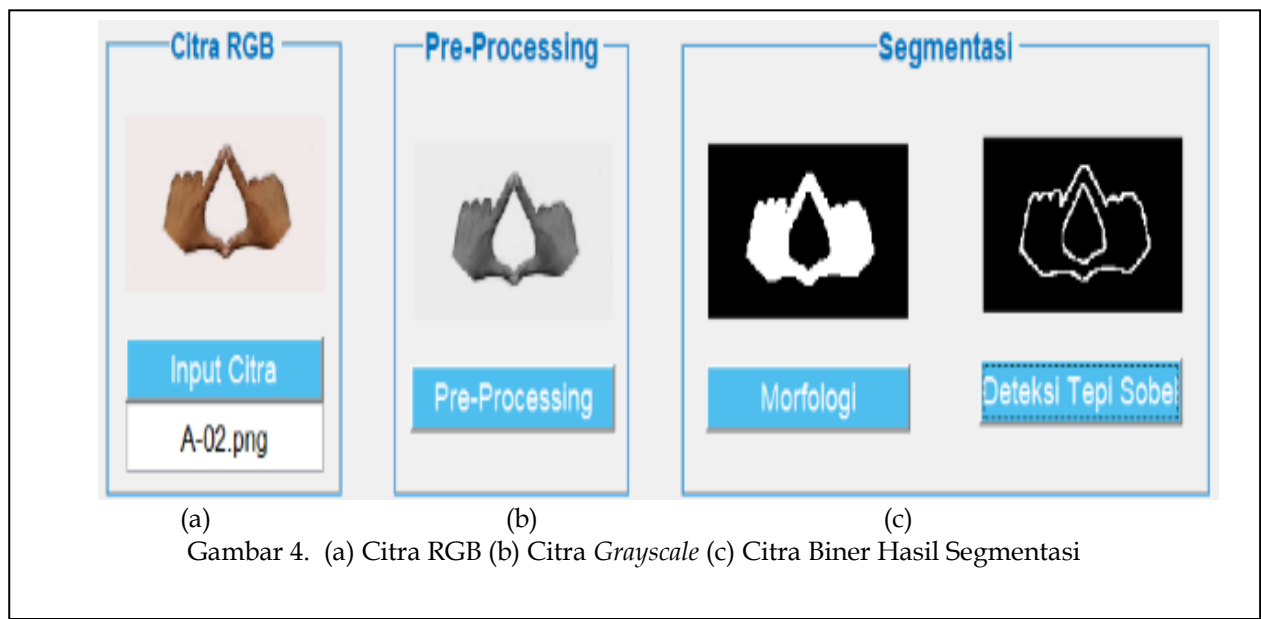 Citra RGB
Pre-Processing
Segmentasi
Input Citra
Pre-Processing
Morfologi
Deteksi Tepi Sobel
A-02.png
(a)
(b)
(c)
Gambar 4. (a) Citra RGB (b) Citra Grayscale (c) Citra Biner Hasil Segmentasi